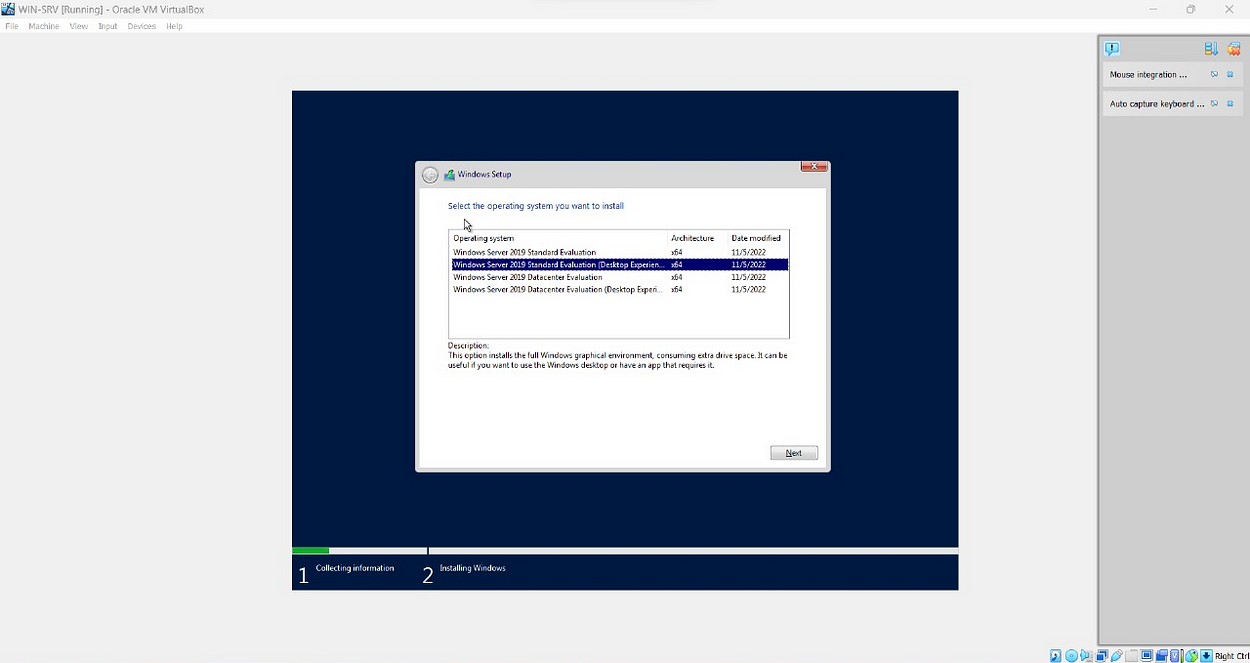 WIN-SRV [Running] - Oracle VM VirtualBox
File Machine View Input Devices Help
Mouse integration ...
Auto capture keyboard ...
Windows Setup
Select the operating system you want to install
Operating system Architecture Date modified
Windows Server 2019 Standard Evaluation x64 11/5/2022
Windows Server 2019 Standard Evaluation (Desktop Experien... x64 11/5/2022
Windows Server 2019 Datacenter Evaluation x64 11/5/2022
Windows Server 2019 Datacenter Evaluation (Desktop Experi... x64 11/5/2022
Description:
This option installs the full Windows graphical environment, consuming extra drive space. It can be
useful if you want to use the Windows desktop or have an app that requires it.
Next
1 Collecting information 2 Installing Windows
Right Ctrl